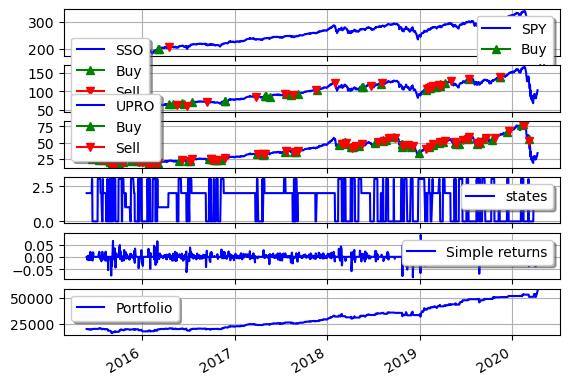 300
200
SPY
Buy
SSO
Buy
Sell
150
100
50
UPRO
Buy
Sell
75
50
25
2.5
0.0
states
0.05
0.00
−0.05
Simple returns
50000
25000
Portfolio
2016
2017
2018
2019
2020